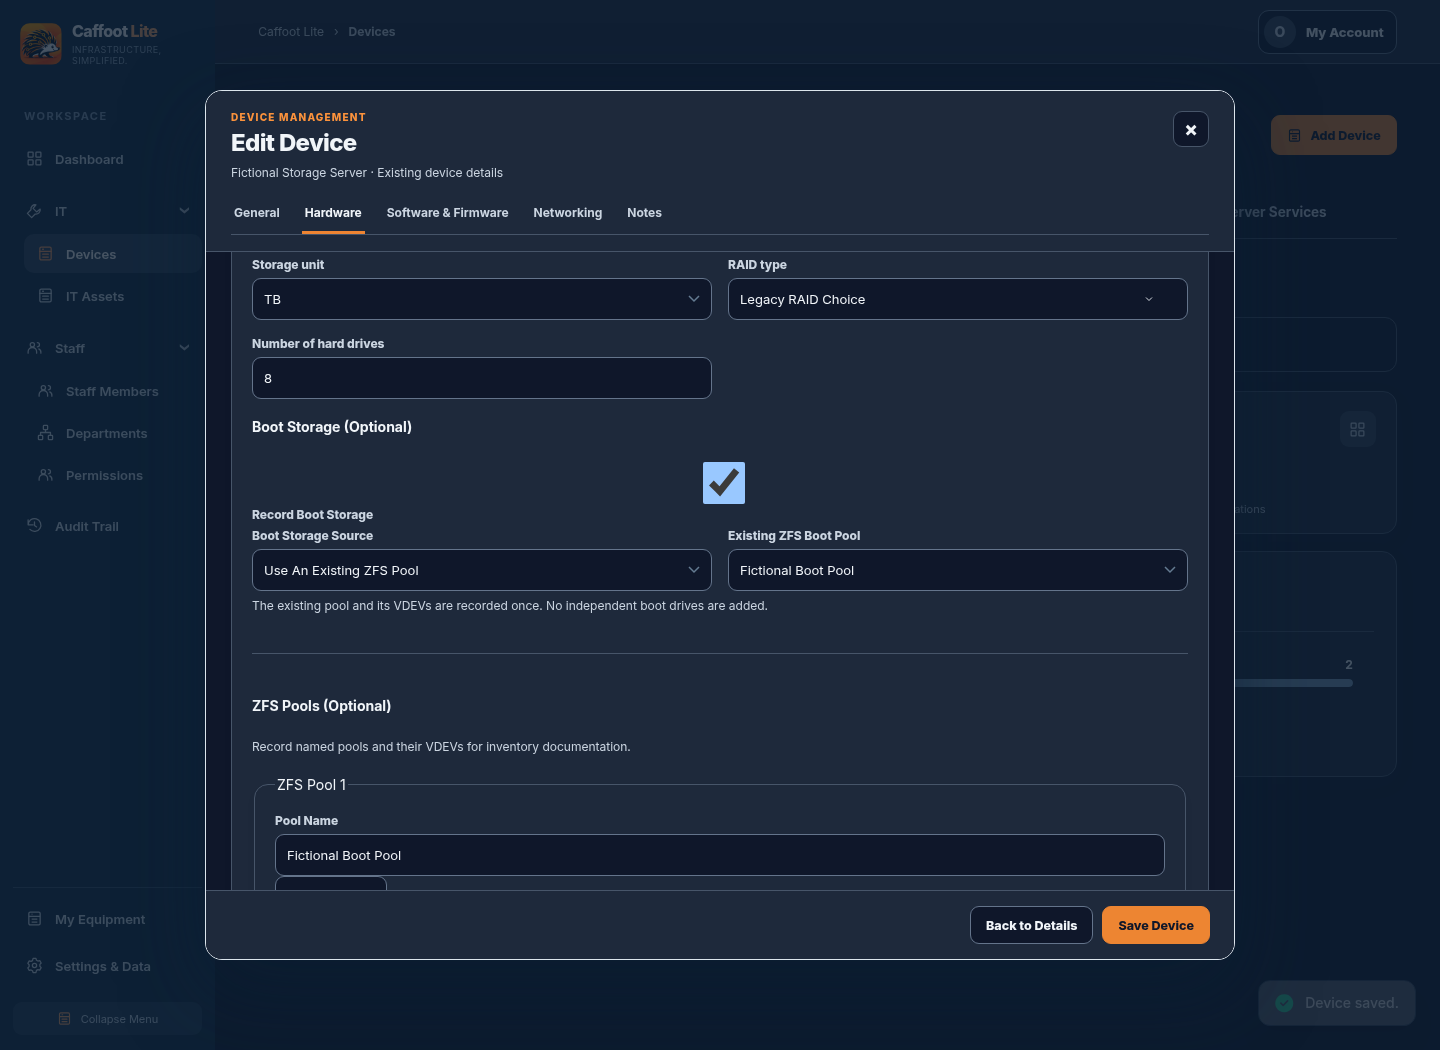 Caffoot Lite
INFRASTRUCTURE,
SIMPLIFIED.
Caffoot Lite › Devices
O My Account
WORKSPACE
Dashboard
IT
Devices
IT Assets
Staff
Staff Members
Departments
Permissions
Audit Trail
My Equipment
Settings & Data
Collapse Menu
Add Device
erver Services
ations
2
DEVICE MANAGEMENT
Edit Device
Fictional Storage Server · Existing device details
General Hardware Software & Firmware Networking Notes
Storage unit RAID type
TB Legacy RAID Choice
Number of hard drives
8
Boot Storage (Optional)
Record Boot Storage
Boot Storage Source Existing ZFS Boot Pool
Use An Existing ZFS Pool Fictional Boot Pool
The existing pool and its VDEVs are recorded once. No independent boot drives are added.
ZFS Pools (Optional)
Record named pools and their VDEVs for inventory documentation.
ZFS Pool 1
Pool Name
Fictional Boot Pool
Back to Details Save Device
Device saved.